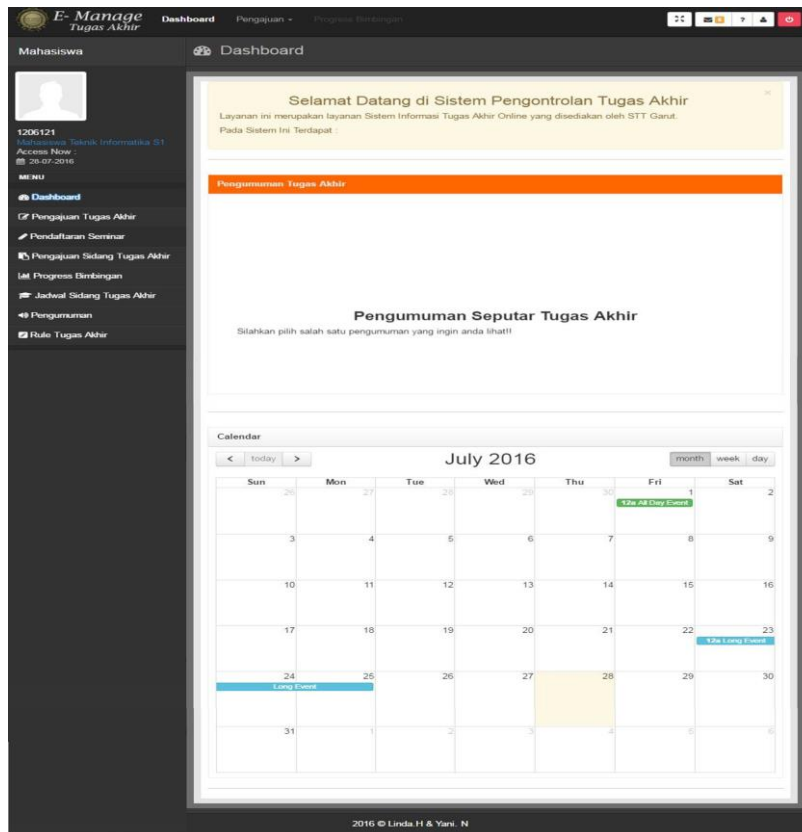 E- Manage
Tugas Akhir
Dashboard Pengajuan Progress Bimbingan
?
Mahasiswa
Dashboard
1206121
Mahasiswa Teknik Informatika S1
Access Now :
28-07-2016
MENU
Dashboard
Pengajuan Tugas Akhir
Pendaftaran Seminar
Pengajuan Sidang Tugas Akhir
Progress Bimbingan
Jadwal Sidang Tugas Akhir
Pengumuman
Rule Tugas Akhir
×
Selamat Datang di Sistem Pengontrolan Tugas Akhir
Layanan ini merupakan layanan Sistem Informasi Tugas Akhir Online yang disediakan oleh STT Garut.
Pada Sistem Ini Terdapat :
Pengumuman Tugas Akhir
Pengumuman Seputar Tugas Akhir
Silahkan pilih salah satu pengumuman yang ingin anda lihat!!
Calendar
< today > July 2016 month week day
Sun Mon Tue Wed Thu Fri Sat
26 27 28 29 30 1 2
12a All Day Event
3 4 5 6 7 8 9
10 11 12 13 14 15 16
17 18 19 20 21 22 23
12a Long Event
24 25 26 27 28 29 30
Long Event
31 1 2 3 4 5 6
2016 © Linda.H & Yani. N